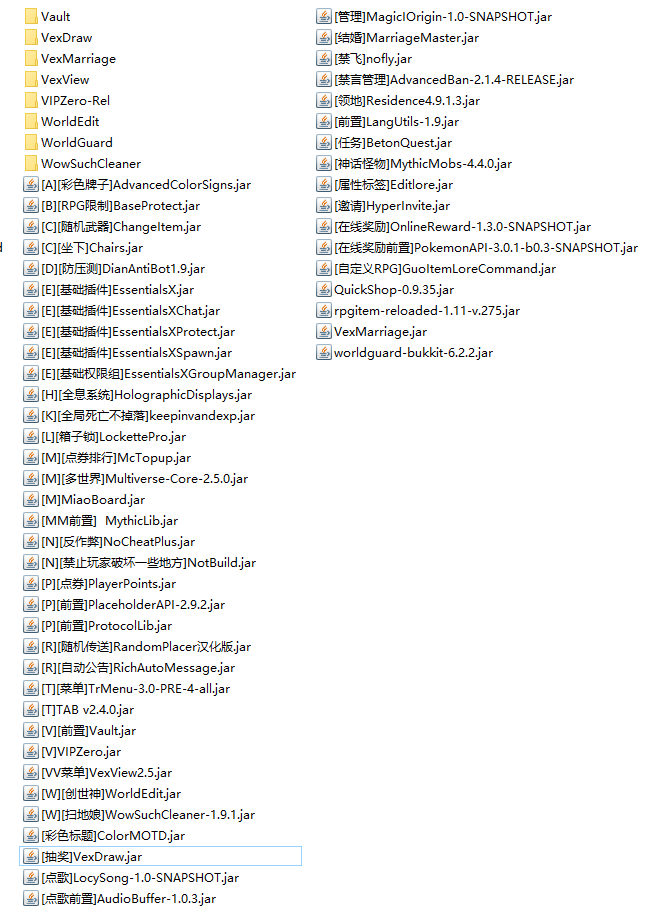 Vault
VexDraw
VexMarriage
VexView
VIPZero-Rel
WorldEdit
WorldGuard
WowSuchCleaner
[A][彩色牌子]AdvancedColorSigns.jar
[B][RPG限制]BaseProtect.jar
[C][随机武器]ChangeItem.jar
[C][坐下]Chairs.jar
[D][防压测]DianAntiBot1.9.jar
[E][基础插件]EssentialsX.jar
[E][基础插件]EssentialsXChat.jar
[E][基础插件]EssentialsXProtect.jar
[E][基础插件]EssentialsXSpawn.jar
[E][基础权限组]EssentialsXGroupManager.jar
[H][全息系统]HolographicDisplays.jar
[K][全局死亡不掉落]keepinvandexp.jar
[L][箱子锁]LockettePro.jar
[M][点券排行]McTopup.jar
[M][多世界]Multiverse-Core-2.5.0.jar
[M]MiaoBoard.jar
[MM前置]  MythicLib.jar
[N][反作弊]NoCheatPlus.jar
[N][禁止玩家破坏一些地方]NotBuild.jar
[P][点券]PlayerPoints.jar
[P][前置]PlaceholderAPI-2.9.2.jar
[P][前置]ProtocolLib.jar
[R][随机传送]RandomPlacer汉化版.jar
[R][自动公告]RichAutoMessage.jar
[T][菜单]TrMenu-3.0-PRE-4-all.jar
[T]TAB v2.4.0.jar
[V][前置]Vault.jar
[V]VIPZero.jar
[VV菜单]VexView2.5.jar
[W][创世神]WorldEdit.jar
[W][扫地娘]WowSuchCleaner-1.9.1.jar
[彩色标题]ColorMOTD.jar
[抽奖]VexDraw.jar
[点歌]LocySong-1.0-SNAPSHOT.jar
[点歌前置]AudioBuffer-1.0.3.jar
[管理]MagicIOrigin-1.0-SNAPSHOT.jar
[结婚]MarriageMaster.jar
[禁飞]nofly.jar
[禁言管理]AdvancedBan-2.1.4-RELEASE.jar
[领地]Residence4.9.1.3.jar
[前置]LangUtils-1.9.jar
[任务]BetonQuest.jar
[神话怪物]MythicMobs-4.4.0.jar
[属性标签]Editlore.jar
[邀请]HyperInvite.jar
[在线奖励]OnlineReward-1.3.0-SNAPSHOT.jar
[在线奖励前置]PokemonAPI-3.0.1-b0.3-SNAPSHOT.jar
[自定义RPG]GuoItemLoreCommand.jar
QuickShop-0.9.35.jar
rpgitem-reloaded-1.11-v.275.jar
VexMarriage.jar
worldguard-bukkit-6.2.2.jar